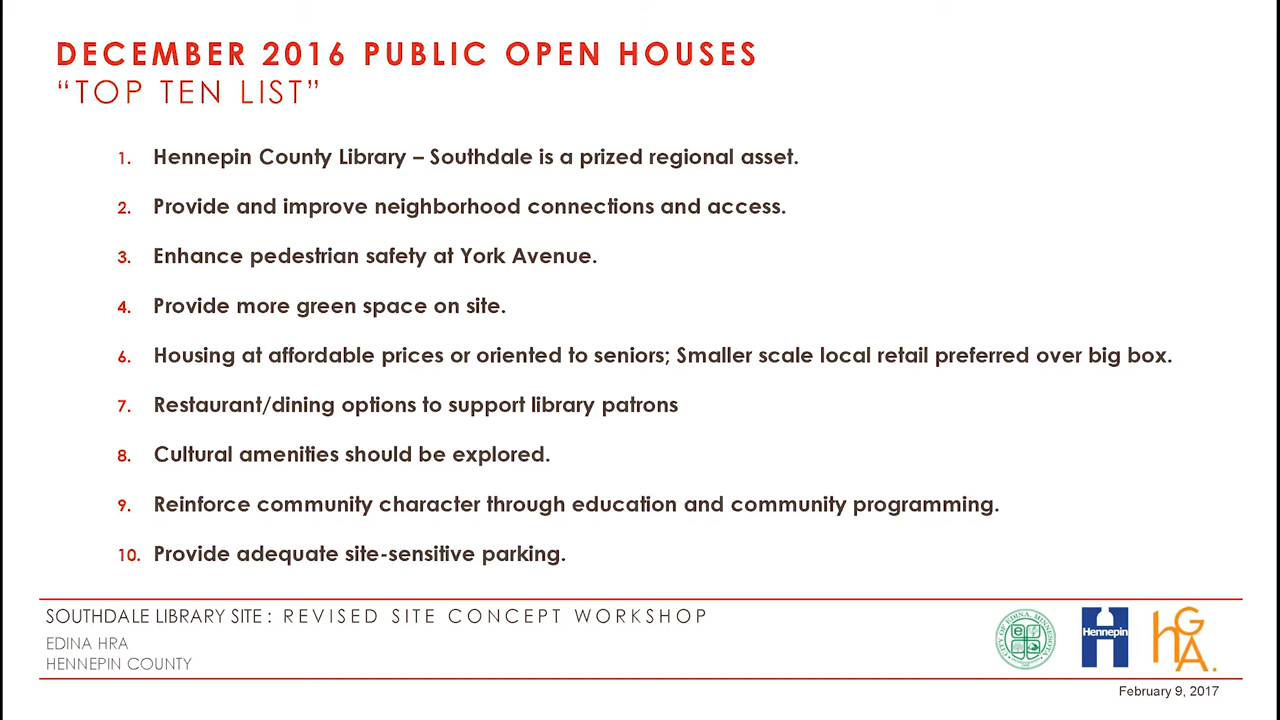 DECEMBER 2016 PUBLIC OPEN HOUSES
“TOP TEN LIST”
1. Hennepin County Library – Southdale is a prized regional asset.
2. Provide and improve neighborhood connections and access.
3. Enhance pedestrian safety at York Avenue.
4. Provide more green space on site.
6. Housing at affordable prices or oriented to seniors; Smaller scale local retail preferred over big box.
7. Restaurant/dining options to support library patrons
8. Cultural amenities should be explored.
9. Reinforce community character through education and community programming.
10. Provide adequate site-sensitive parking.
SOUTHDALE LIBRARY SITE : REVISED SITE CONCEPT WORKSHOP
EDINA HRA
HENNEPIN COUNTY
CITY OF EDINA, MINNESOTA
Hennepin
hGA.
February 9, 2017